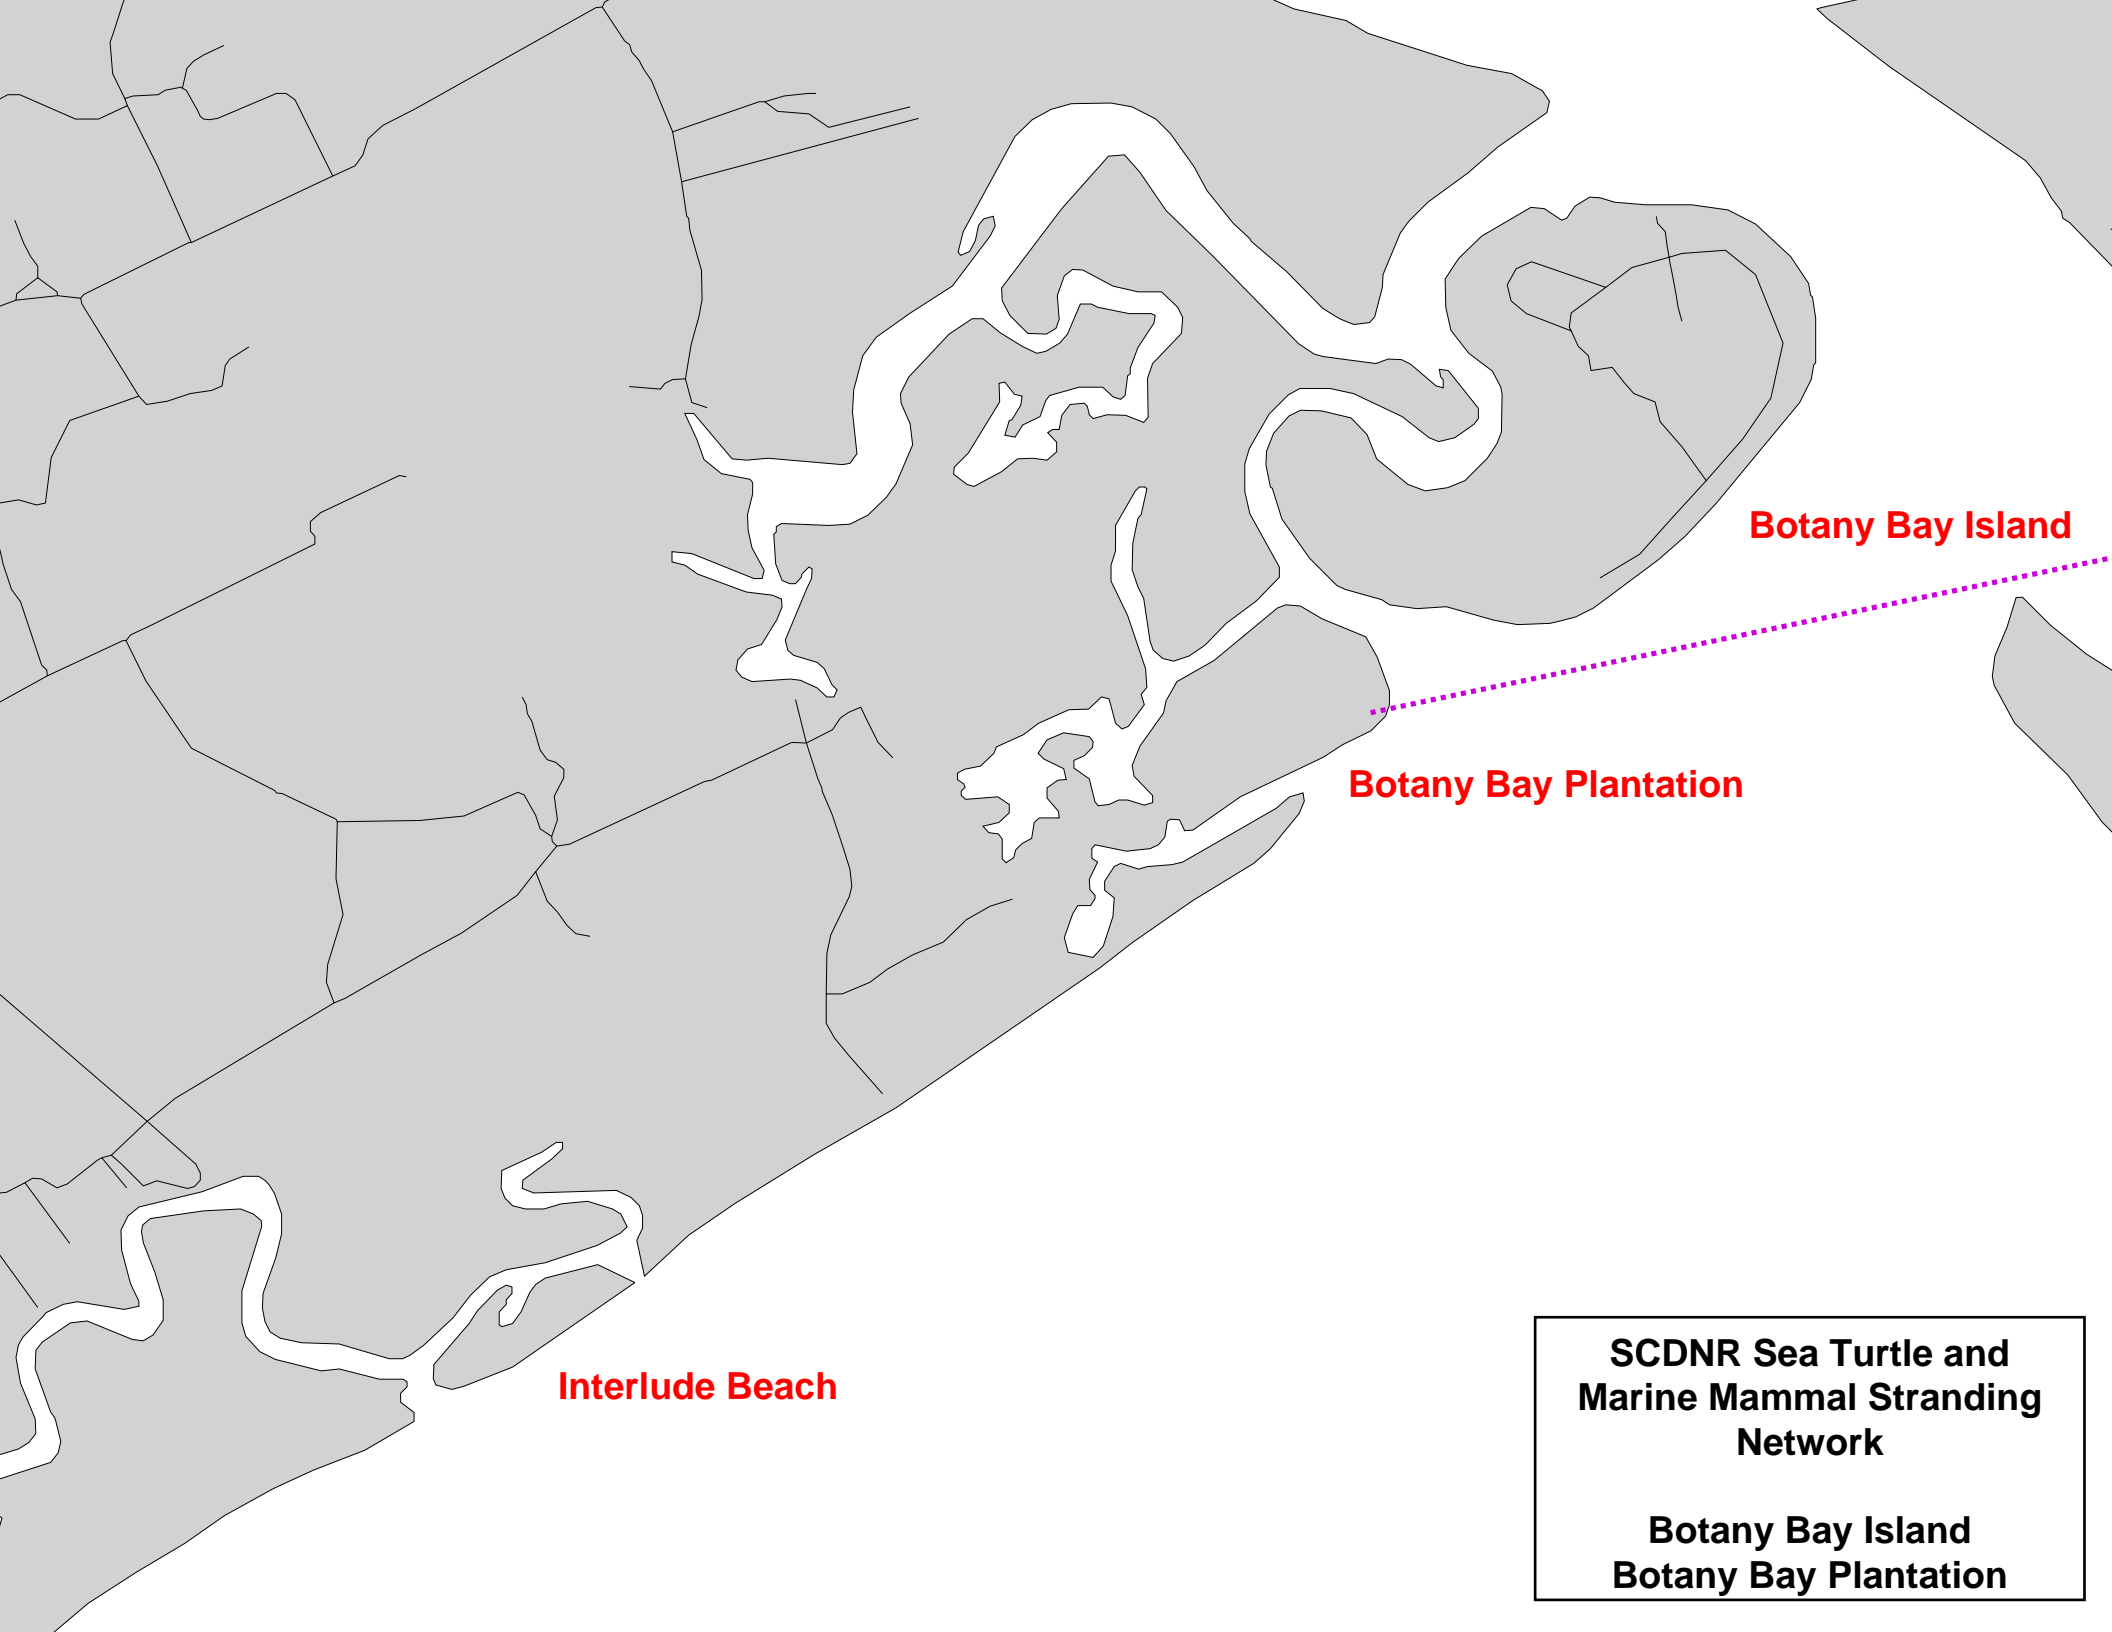 Botany Bay Island
Botany Bay Plantation
Interlude Beach
SCDNR Sea Turtle and
Marine Mammal Stranding
Network
Botany Bay Island
Botany Bay Plantation